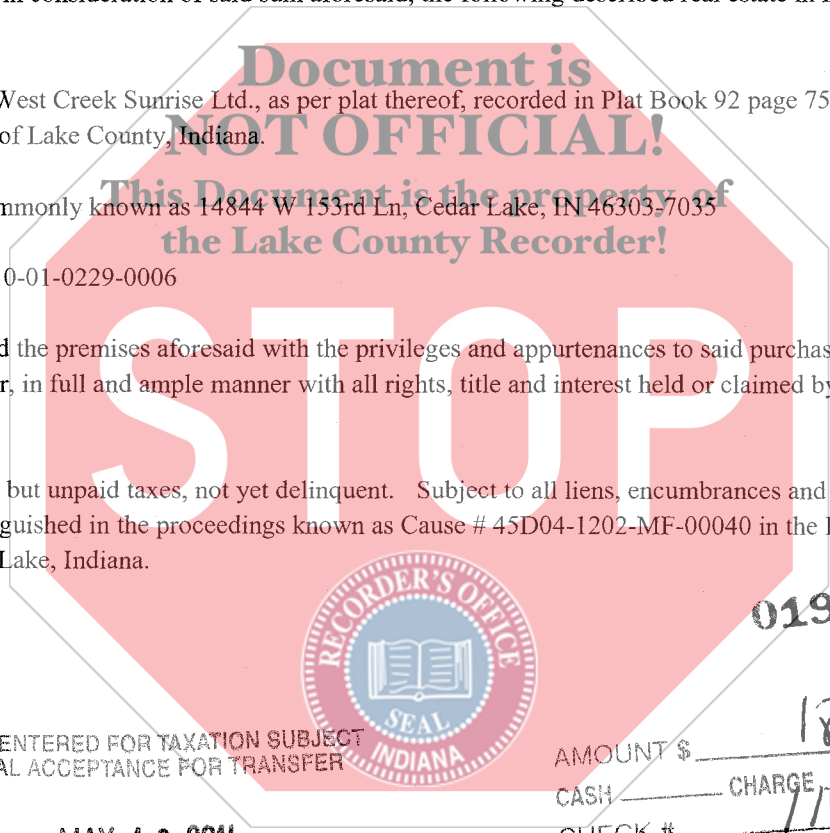 Document is
West Creek Sunrise Ltd., as per plat thereof, recorded in Plat Book 92 page 75
NOT OFFICIAL!
of Lake County, Indiana.
This Document is the property of
mmonly known as 14844 W 153rd Ln, Cedar Lake, IN 46303-7035
the Lake County Recorder!
0-01-0229-0006
STOP
d the premises aforesaid with the privileges and appurtenances to said purchas
r, in full and ample manner with all rights, title and interest held or claimed by
but unpaid taxes, not yet delinquent. Subject to all liens, encumbrances and
guished in the proceedings known as Cause # 45D04-1202-MF-00040 in the
Lake, Indiana.
RECORDER'S OFFICE
SEAL
INDIANA
019
ENTERED FOR TAXATION SUBJECT
AL ACCEPTANCE FOR TRANSFER
AMOUNT $ 18
CASH CHARGE
CHECK # 11
MAY